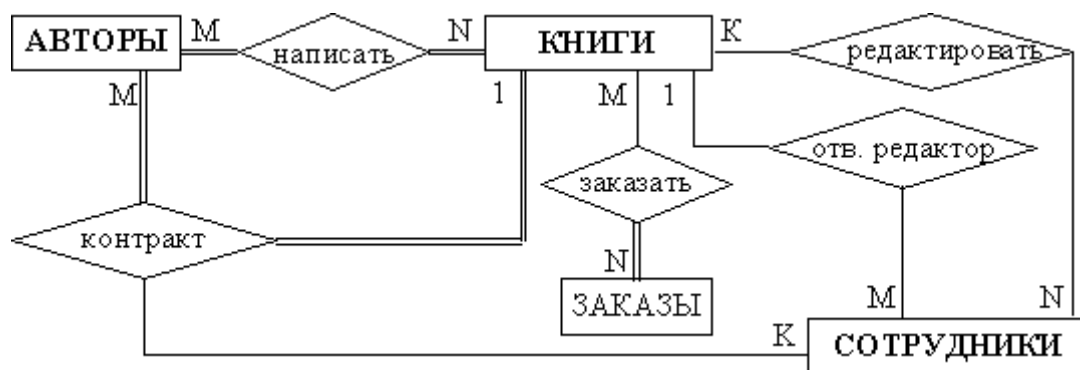 АВТОРЫ M написать N КНИГИ K редактировать
M 1 M 1
отв. редактор
заказать
контракт
N M N
ЗАКАЗЫ
K СОТРУДНИКИ